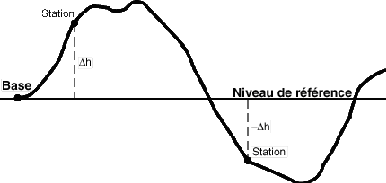 Station
Δh
Base
Niveau de référence
-Δh
Station